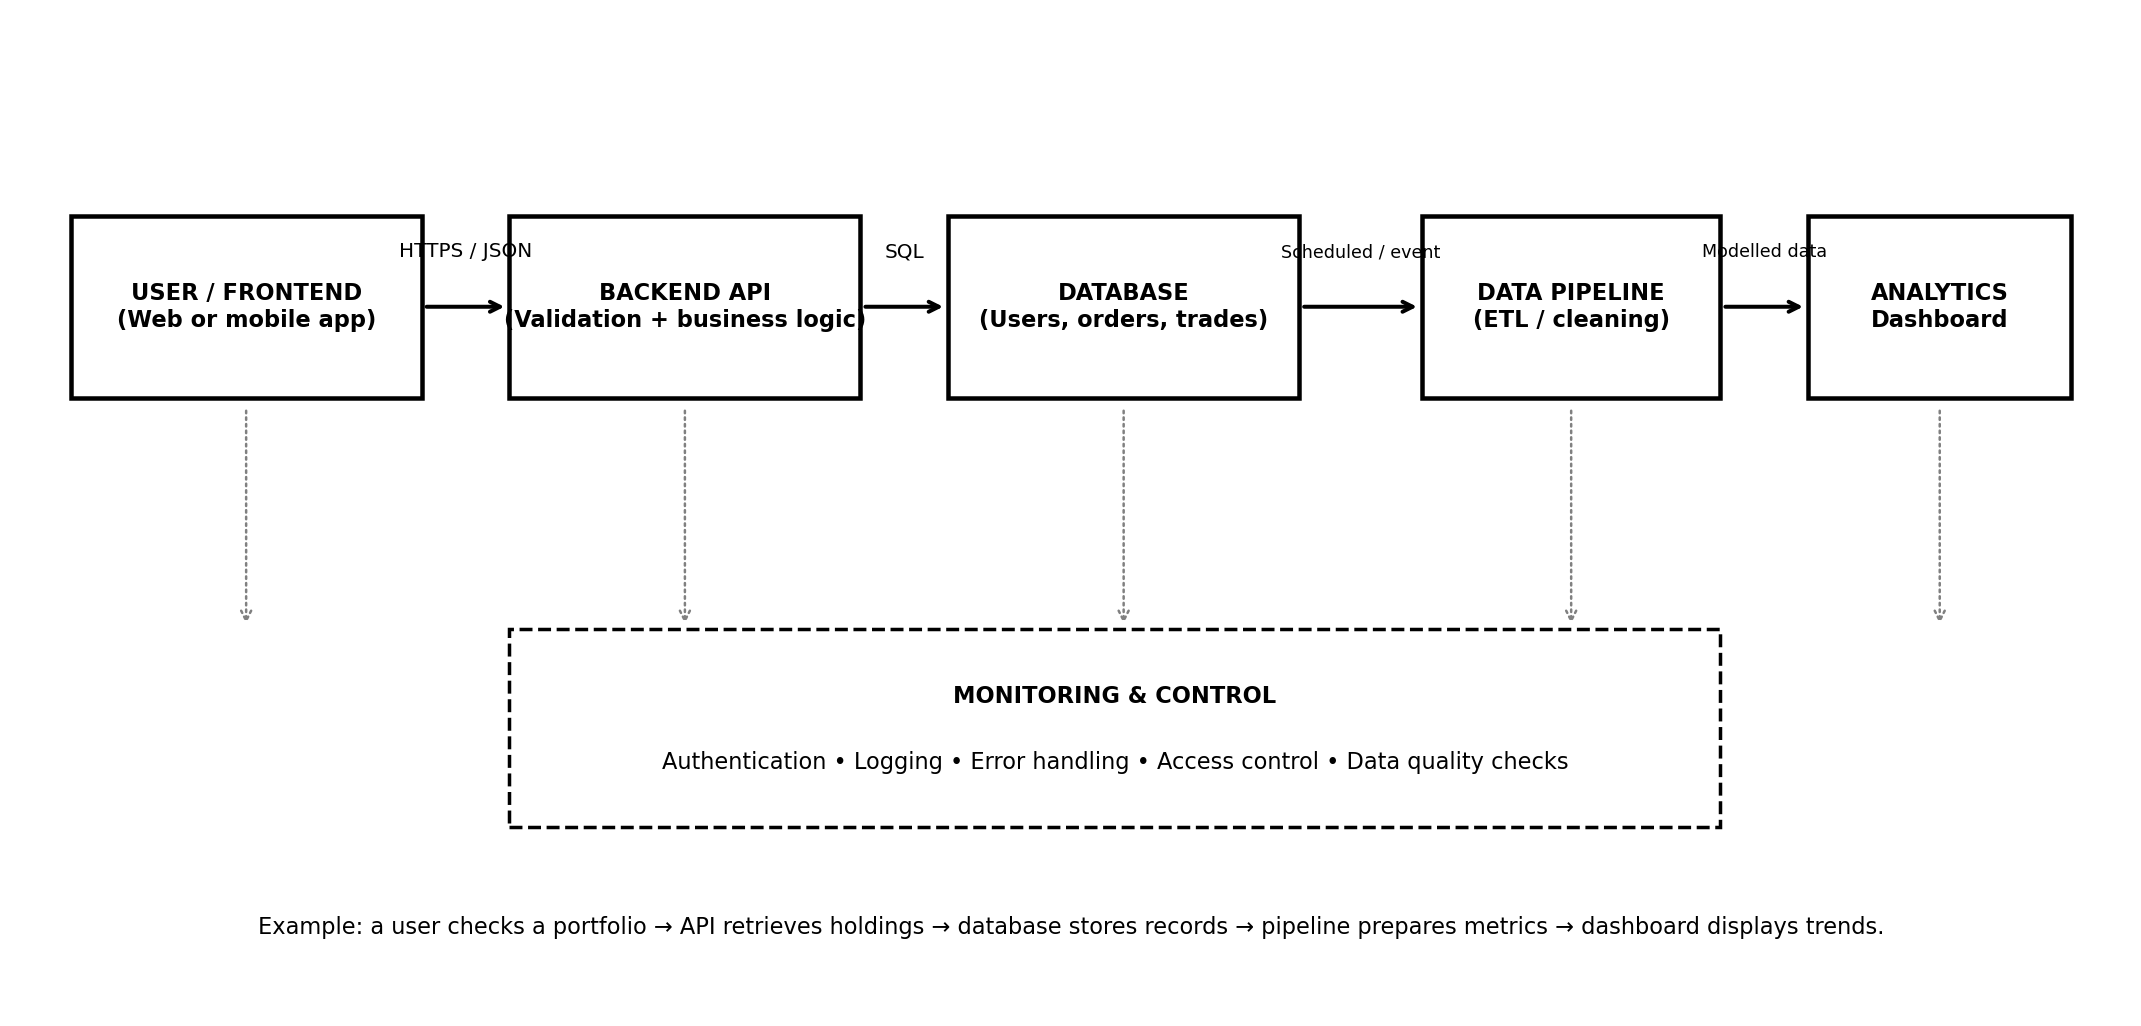 HTTPS / JSON
SQL
Scheduled / event
Modelled data
USER / FRONTEND
(Web or mobile app)
BACKEND API
(Validation + business logic)
DATABASE
(Users, orders, trades)
DATA PIPELINE
(ETL / cleaning)
ANALYTICS
Dashboard
MONITORING & CONTROL
Authentication • Logging • Error handling • Access control • Data quality checks
Example: a user checks a portfolio → API retrieves holdings → database stores records → pipeline prepares metrics → dashboard displays trends.